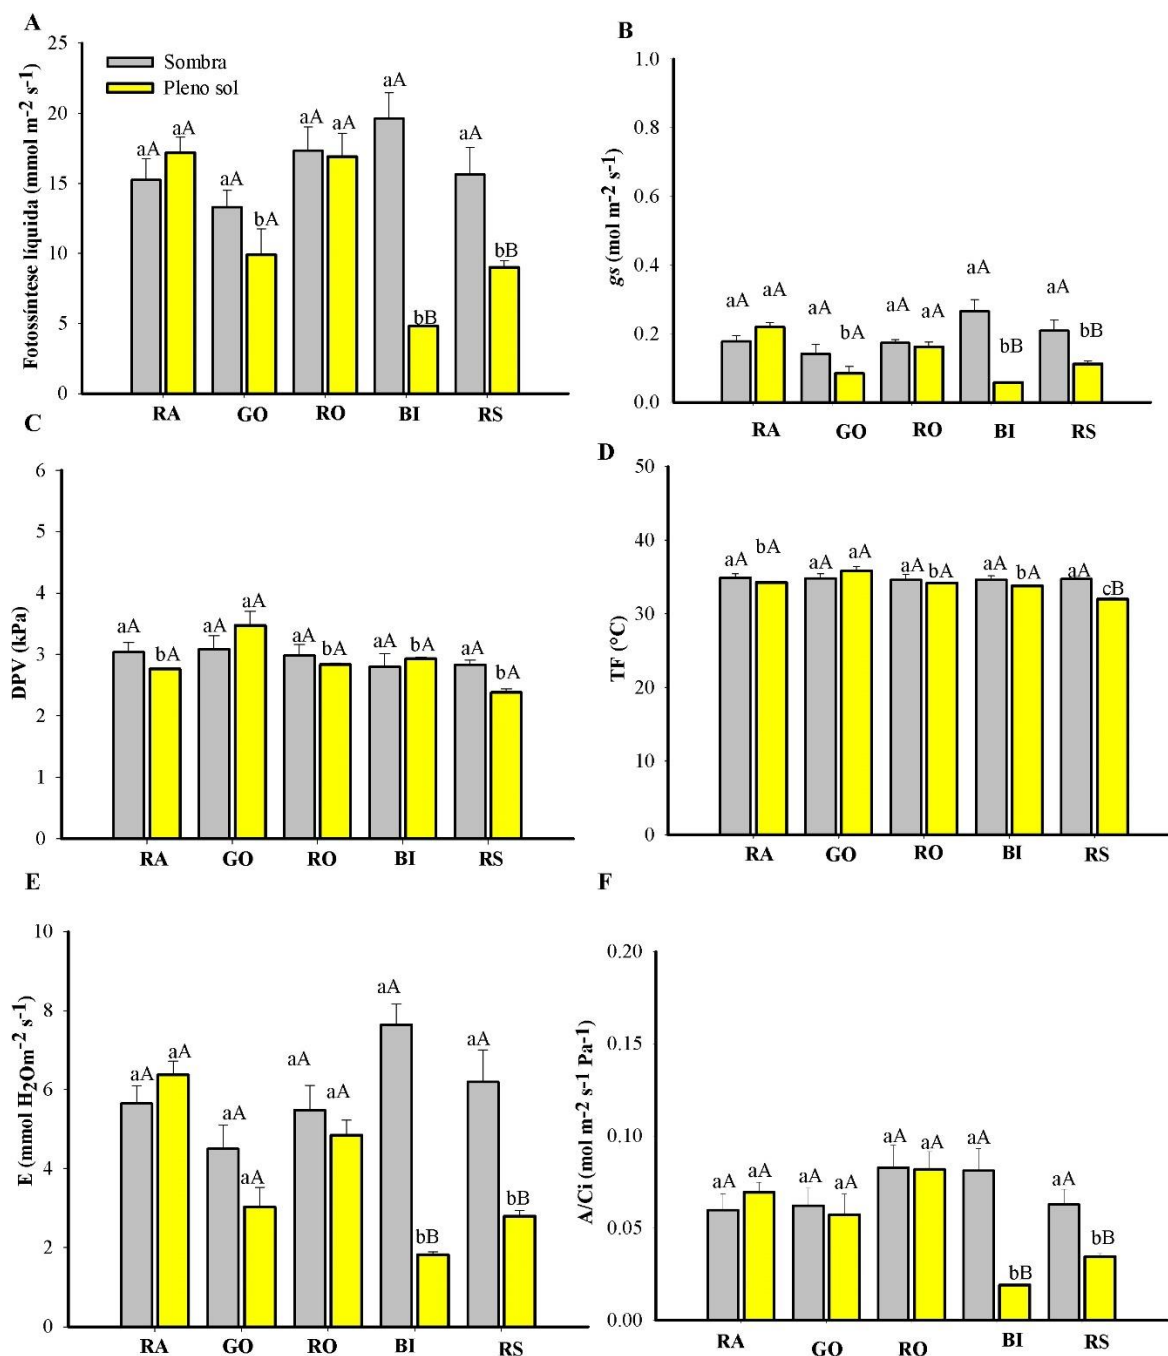 A
Fotossíntese líquida (mmol m-2 s-1)
25
20
15
10
5
0
Sombra
Pleno sol
aA aA aA bA aA aA aA bB aA bB
RA GO RO BI RS
B
gs (mol m-2 s-1)
1.0
0.8
0.6
0.4
0.2
0.0
aA aA aA bA aA aA aA bB aA bB
RA GO RO BI RS
C
DPV (kPa)
6
5
4
3
2
1
0
aA bA aA aA aA bA aA bA aA bA
RA GO RO BI RS
D
TF (°C)
50
40
30
20
10
0
aA bA aA aA aA bA aA bA aA cB
RA GO RO BI RS
E
E (mmol H2Om-2 s-1)
10
8
6
4
2
0
aA aA aA aA aA aA aA bB aA bB
RA GO RO BI RS
F
A/Ci (mol m-2 s-1 Pa-1)
0.20
0.15
0.10
0.05
0.00
aA aA aA aA aA aA aA bB aA bB
RA GO RO BI RS